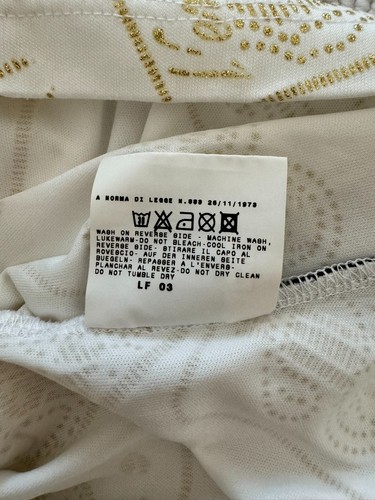 A NORMA DI LEGGE N.883 26/11/1973
WASH ON REVERSE SIDE - MACHINE WASH,
LUKEWARM-DO NOT BLEACH-COOL IRON ON
REVERSE SIDE- STIRARE IL CAPO AL
ROVESCIO- AUF DER INNEREN SEITE
BUEGELN- REPASSER A L'ENVERS-
PLANCHAR AL REVEZ-DO NOT DRY CLEAN
DO NOT TUMBLE DRY
LF 03